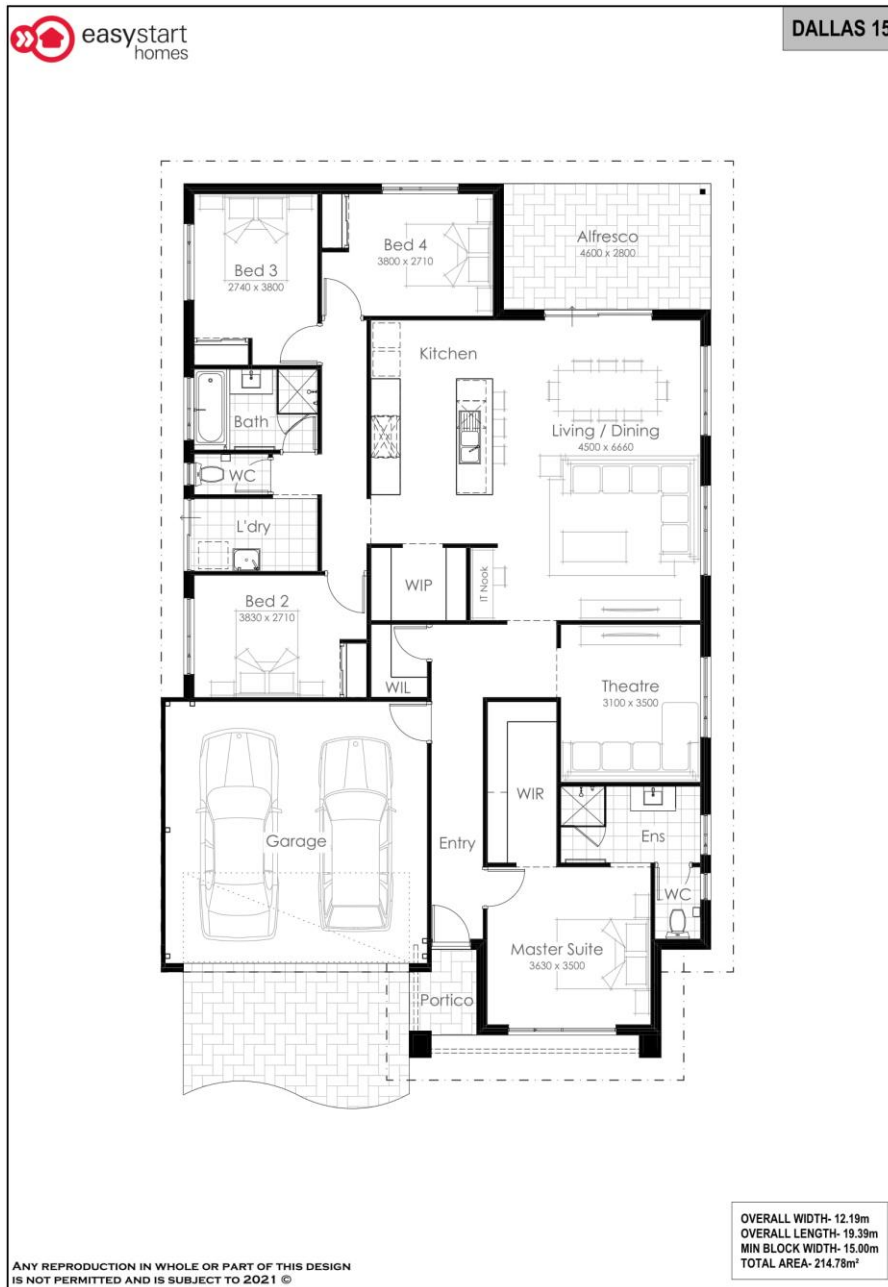 easystart
homes
DALLAS 15
Alfresco
4600 x 2800
Bed 4
3800 x 2710
Bed 3
2740 x 3800
Kitchen
Living / Dining
4500 x 6660
Bath
WC
L'dry
WIP
IT Nook
Bed 2
3830 x 2710
WIL
Theatre
3100 x 3500
WIR
Ens
Garage
Entry
WC
Master Suite
3630 x 3500
Portico
OVERALL WIDTH- 12.19m
OVERALL LENGTH- 19.39m
MIN BLOCK WIDTH- 15.00m
TOTAL AREA- 214.78m²
ANY REPRODUCTION IN WHOLE OR PART OF THIS DESIGN
IS NOT PERMITTED AND IS SUBJECT TO 2021 ©